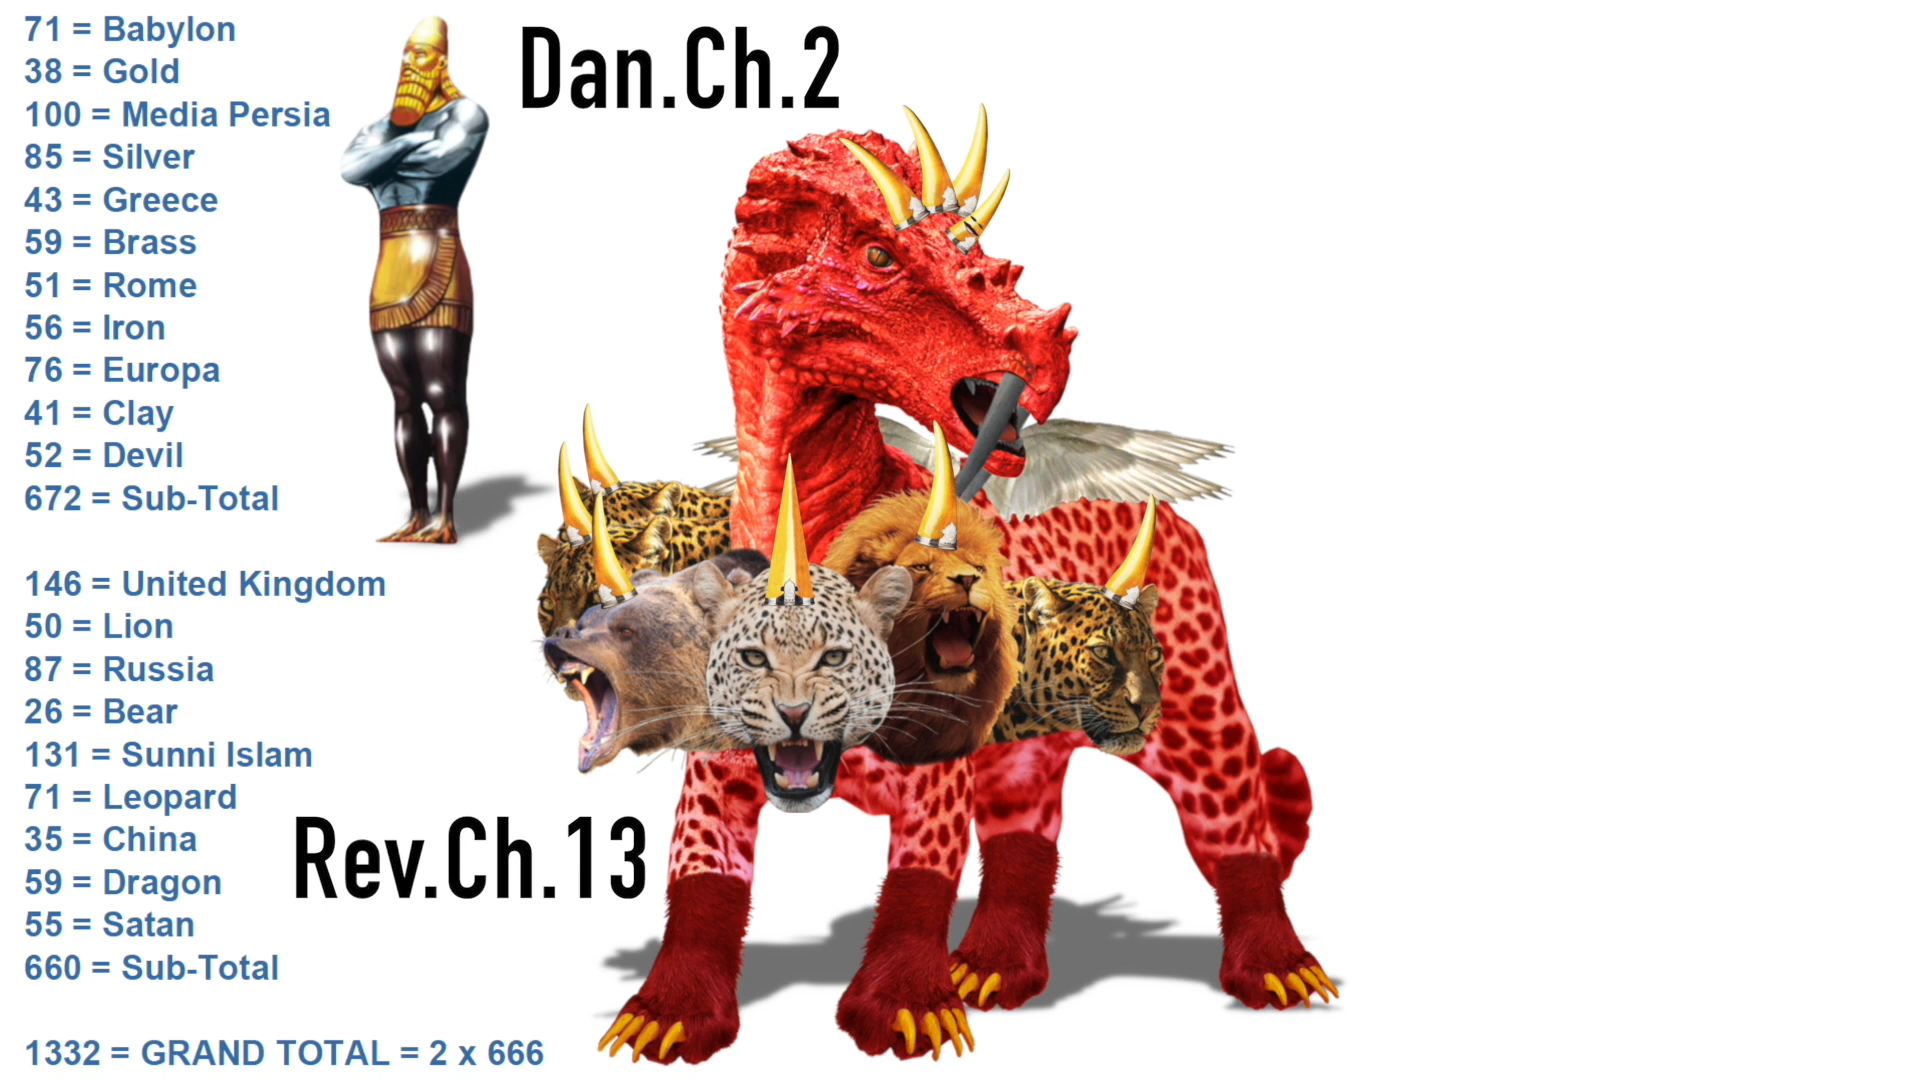 71 = Babylon
38 = Gold
100 = Media Persia
85 = Silver
43 = Greece
59 = Brass
51 = Rome
56 = Iron
76 = Europa
41 = Clay
52 = Devil
672 = Sub-Total
Dan.Ch.2
146 = United Kingdom
50 = Lion
87 = Russia
26 = Bear
131 = Sunni Islam
71 = Leopard
35 = China
59 = Dragon
55 = Satan
660 = Sub-Total
Rev.Ch.13
1332 = GRAND TOTAL = 2 x 666